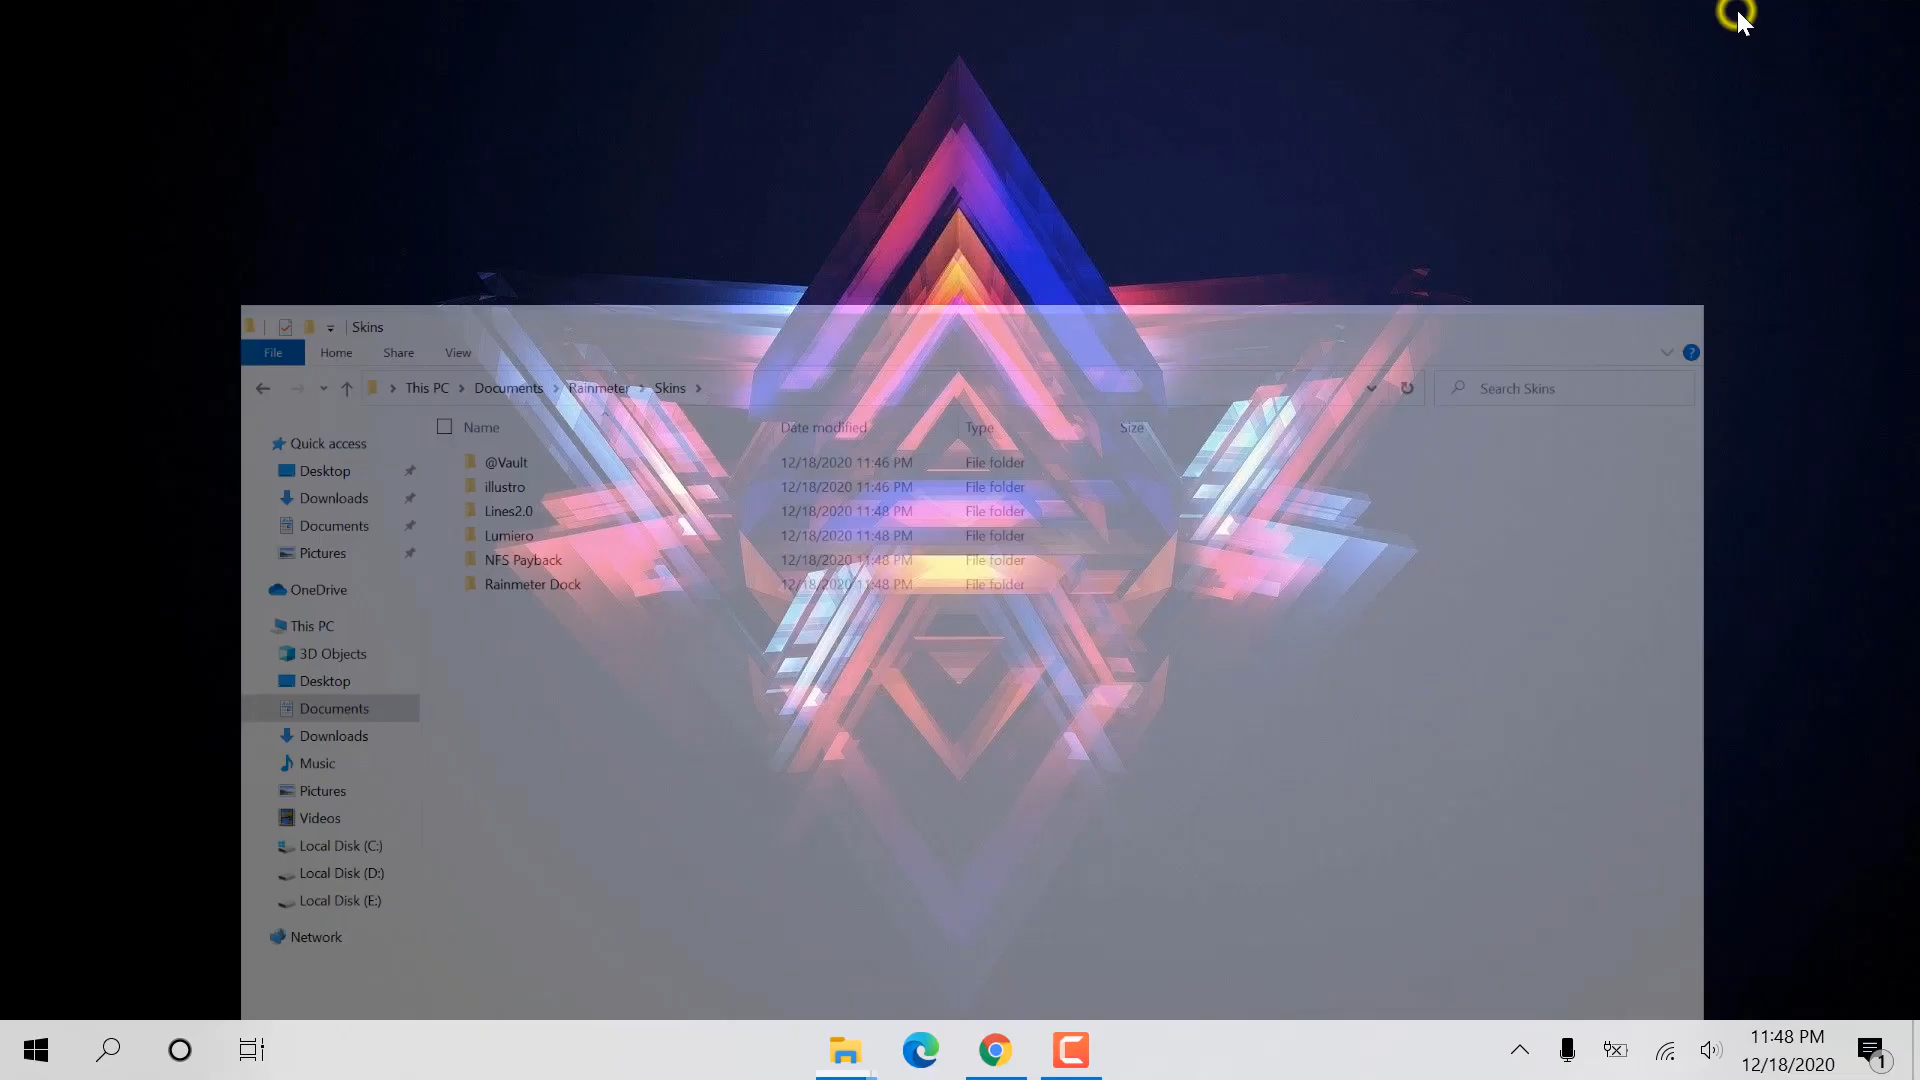 Skins
File Home Share View
This PC Documents Rainmeter Skins
Search Skins
Name Date modified Type Size
@Vault 12/18/2020 11:46 PM File folder
illustro 12/18/2020 11:46 PM File folder
Lines2.0 12/18/2020 11:48 PM File folder
Lumiero 12/18/2020 11:48 PM File folder
NFS Payback 12/18/2020 11:48 PM File folder
Rainmeter Dock 12/18/2020 11:48 PM File folder
Quick access
Desktop
Downloads
Documents
Pictures
OneDrive
This PC
3D Objects
Desktop
Documents
Downloads
Music
Pictures
Videos
Local Disk (C:)
Local Disk (D:)
Local Disk (E:)
Network
11:48 PM
12/18/2020
1